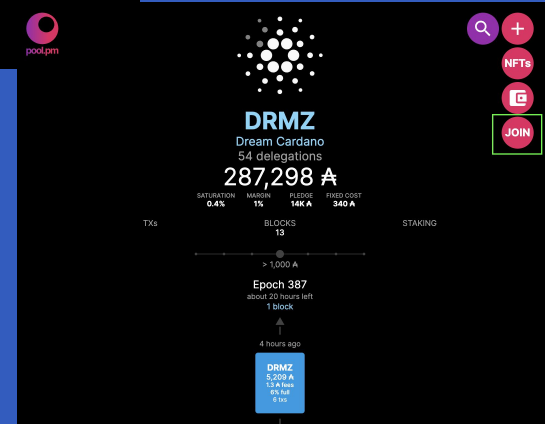 pool.pm
NFTs
JOIN
DRMZ
Dream Cardano
54 delegations
287,298 ₳
SATURATION MARGIN PLEDGE FIXED COST
0.4% 1% 14K ₳ 340 ₳
TXs BLOCKS STAKING
13
> 1,000 ₳
Epoch 387
about 20 hours left
1 block
4 hours ago
DRMZ
5,209 ₳
1.3 ₳ fees
6% full
6 txs